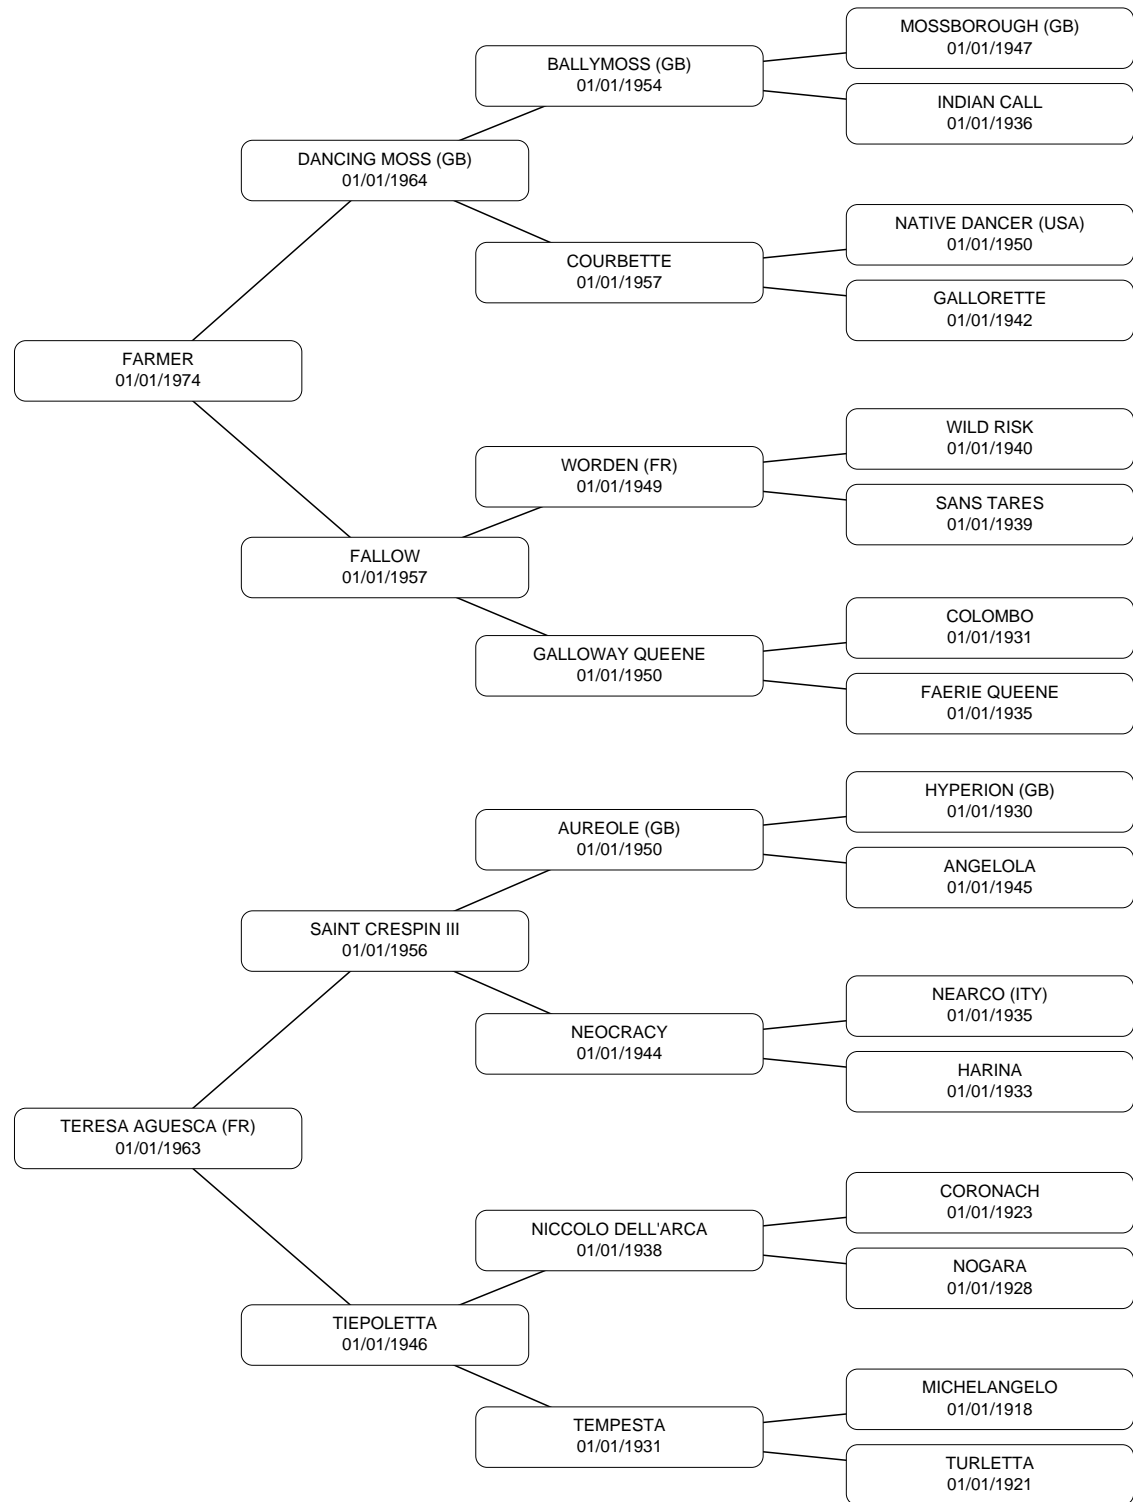 MOSSBOROUGH (GB)
01/01/1947
BALLYMOSS (GB)
01/01/1954
INDIAN CALL
01/01/1936
DANCING MOSS (GB)
01/01/1964
NATIVE DANCER (USA)
01/01/1950
COURBETTE
01/01/1957
GALLORETTE
01/01/1942
FARMER
01/01/1974
WILD RISK
01/01/1940
WORDEN (FR)
01/01/1949
SANS TARES
01/01/1939
FALLOW
01/01/1957
COLOMBO
01/01/1931
GALLOWAY QUEENE
01/01/1950
FAERIE QUEENE
01/01/1935
HYPERION (GB)
01/01/1930
AUREOLE (GB)
01/01/1950
ANGELOLA
01/01/1945
SAINT CRESPIN III
01/01/1956
NEARCO (ITY)
01/01/1935
NEOCRACY
01/01/1944
HARINA
01/01/1933
TERESA AGUESCA (FR)
01/01/1963
CORONACH
01/01/1923
NICCOLO DELL'ARCA
01/01/1938
NOGARA
01/01/1928
TIEPOLETTA
01/01/1946
MICHELANGELO
01/01/1918
TEMPESTA
01/01/1931
TURLETTA
01/01/1921